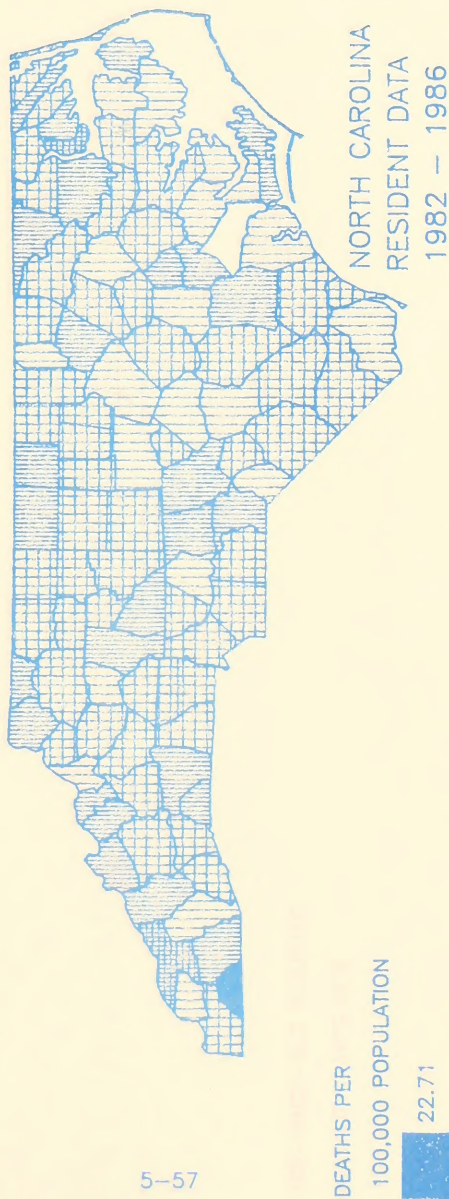 NORTH CAROLINA
RESIDENT DATA
1982 – 1986
DEATHS PER
100,000 POPULATION
22.71
5–57